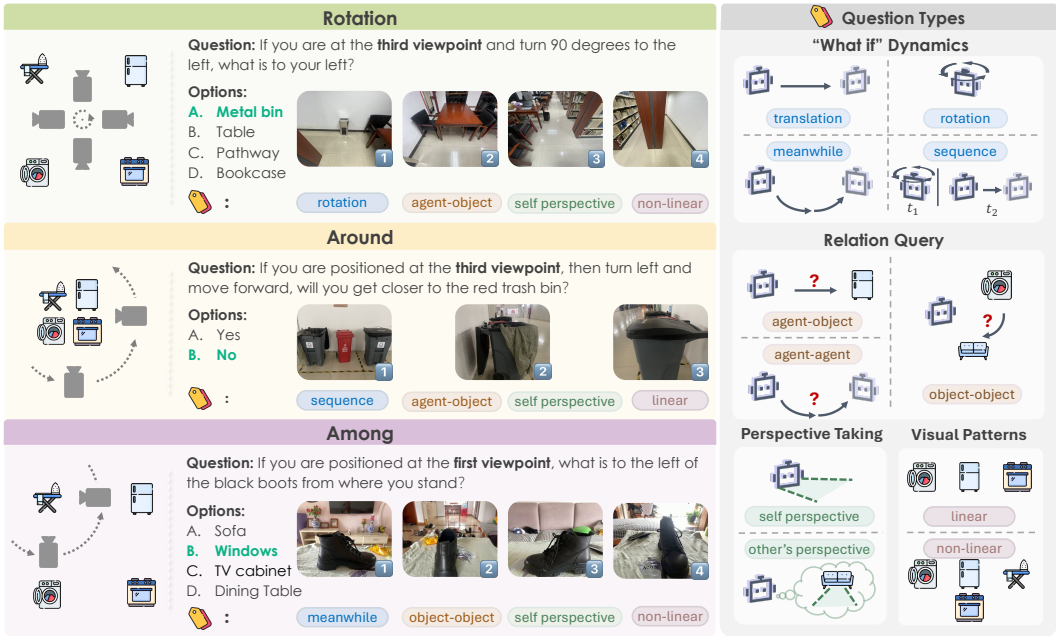 Rotation
Question: If you are at the third viewpoint and turn 90 degrees to the
left, what is to your left?
Options:
A. Metal bin
B. Table
C. Pathway
D. Bookcase
1
2
3
4
:
rotation
agent-object
self perspective
non-linear
Around
Question: If you are positioned at the third viewpoint, then turn left and
move forward, will you get closer to the red trash bin?
Options:
A. Yes
B. No
1
2
3
:
sequence
agent-object
self perspective
linear
Among
Question: If you are positioned at the first viewpoint, what is to the left of
the black boots from where you stand?
Options:
A. Sofa
B. Windows
C. TV cabinet
D. Dining Table
1
2
3
4
:
meanwhile
object-object
self perspective
non-linear
Question Types
“What if” Dynamics
translation
rotation
meanwhile
sequence
t1
t2
Relation Query
?
agent-object
agent-agent
?
?
object-object
Perspective Taking
self perspective
other's perspective
Visual Patterns
linear
non-linear